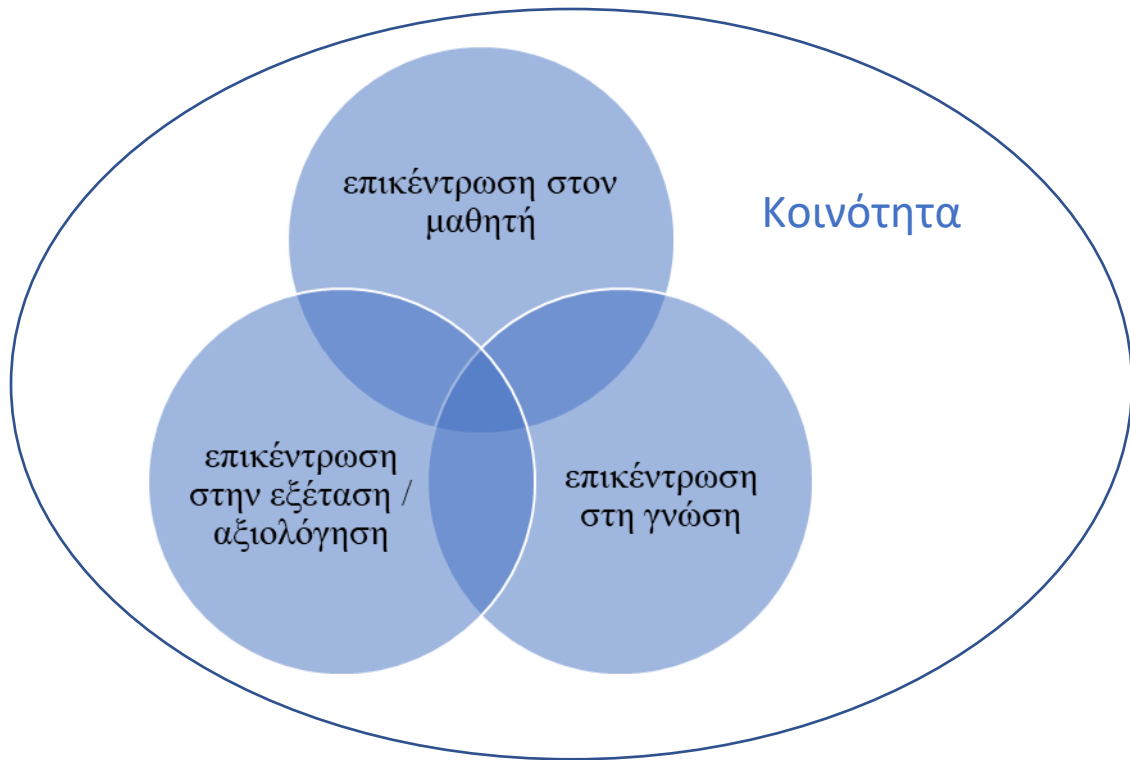 επικέντρωση στον
μαθητή
Κοινότητα
επικέντρωση
στην εξέταση /
αξιολόγηση
επικέντρωση
στη γνώση